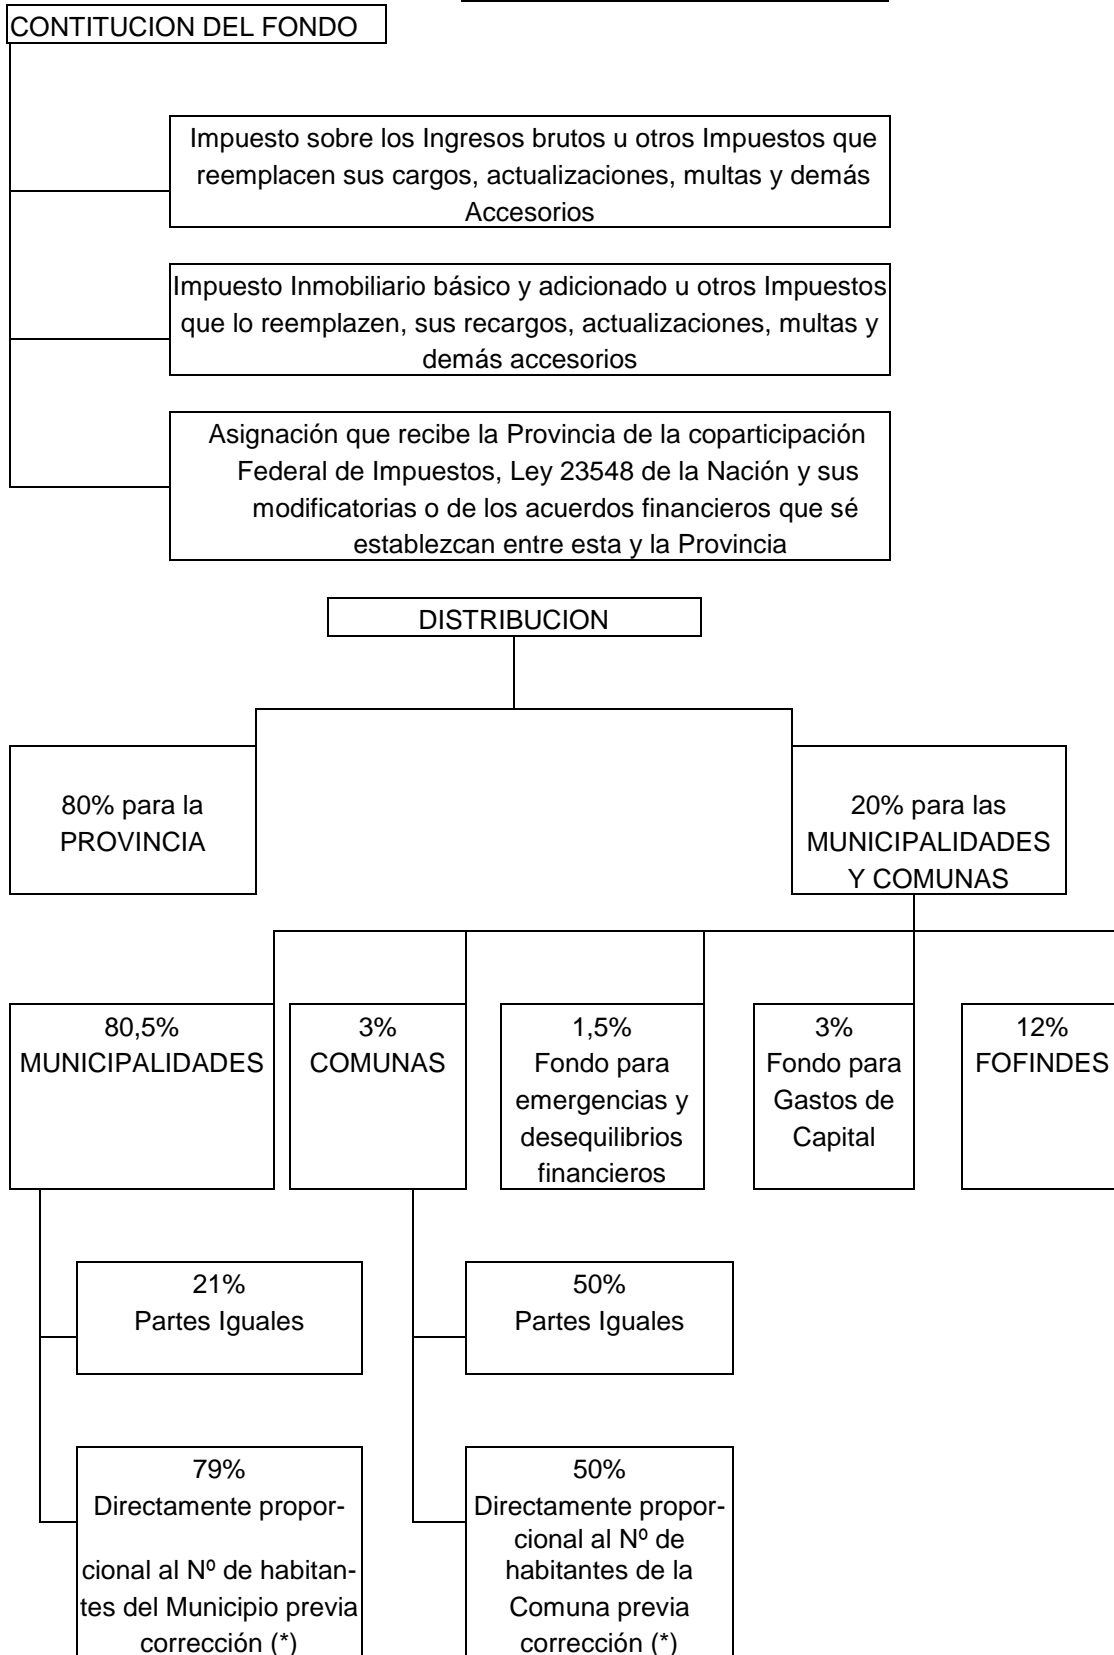 CONTITUCION DEL FONDO
Impuesto sobre los Ingresos brutos u otros Impuestos que
reemplacen sus cargos, actualizaciones, multas y demás
Accesorios
Impuesto Inmobiliario básico y adicionado u otros Impuestos
que lo reemplazen, sus recargos, actualizaciones, multas y
demás accesorios
Asignación que recibe la Provincia de la coparticipación
Federal de Impuestos, Ley 23548 de la Nación y sus
modificatorias o de los acuerdos financieros que sé
establezcan entre esta y la Provincia
DISTRIBUCION
80% para la
PROVINCIA
20% para las
MUNICIPALIDADES
Y COMUNAS
80,5%
MUNICIPALIDADES
3%
COMUNAS
1,5%
Fondo para
emergencias y
desequilibrios
financieros
3%
Fondo para
Gastos de
Capital
12%
FOFINDES
21%
Partes Iguales
50%
Partes Iguales
79%
Directamente propor-
cional al Nº de habitan-
tes del Municipio previa
corrección (*)
50%
Directamente propor-
cional al Nº de
habitantes de la
Comuna previa
corrección (*)